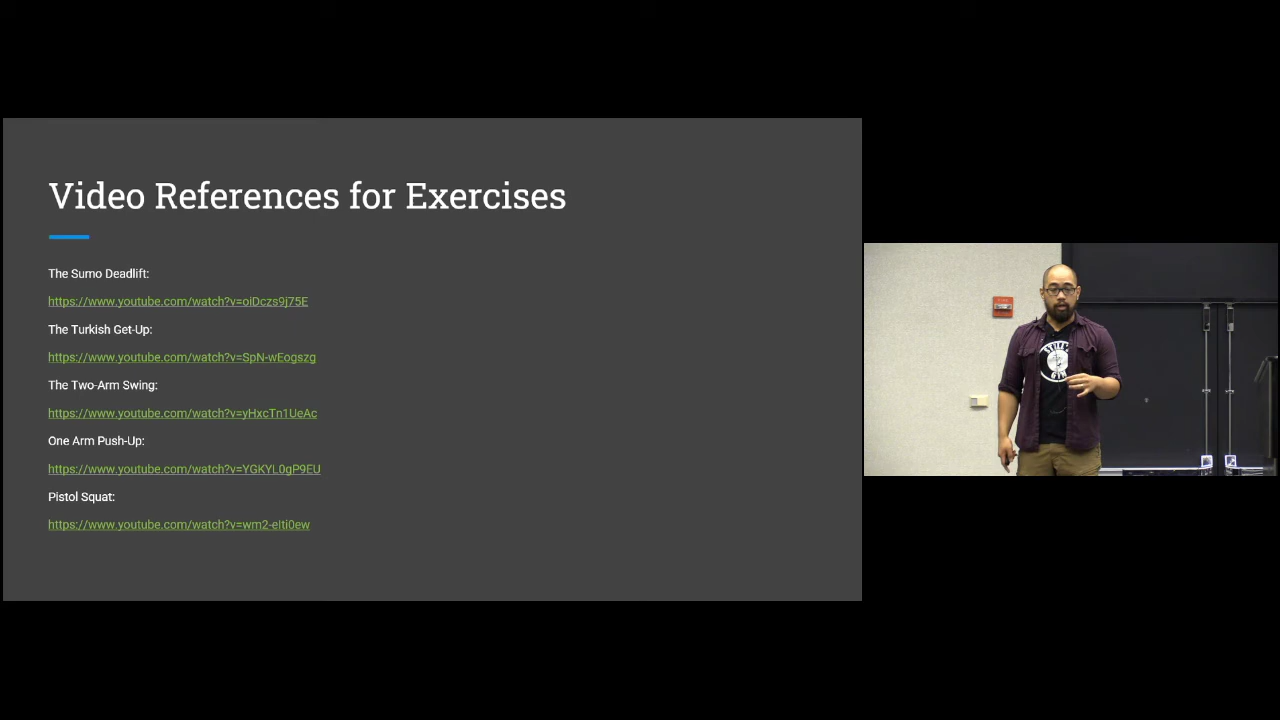 Video References for Exercises
The Sumo Deadlift:
https://www.youtube.com/watch?v=oiDczs9j75E
The Turkish Get-Up:
https://www.youtube.com/watch?v=SpN-wEogszg
The Two-Arm Swing:
https://www.youtube.com/watch?v=yHxcTn1UeAc
One Arm Push-Up:
https://www.youtube.com/watch?v=YGKYL0gP9EU
Pistol Squat:
https://www.youtube.com/watch?v=wm2-eIti0ew
GYM
FIRE